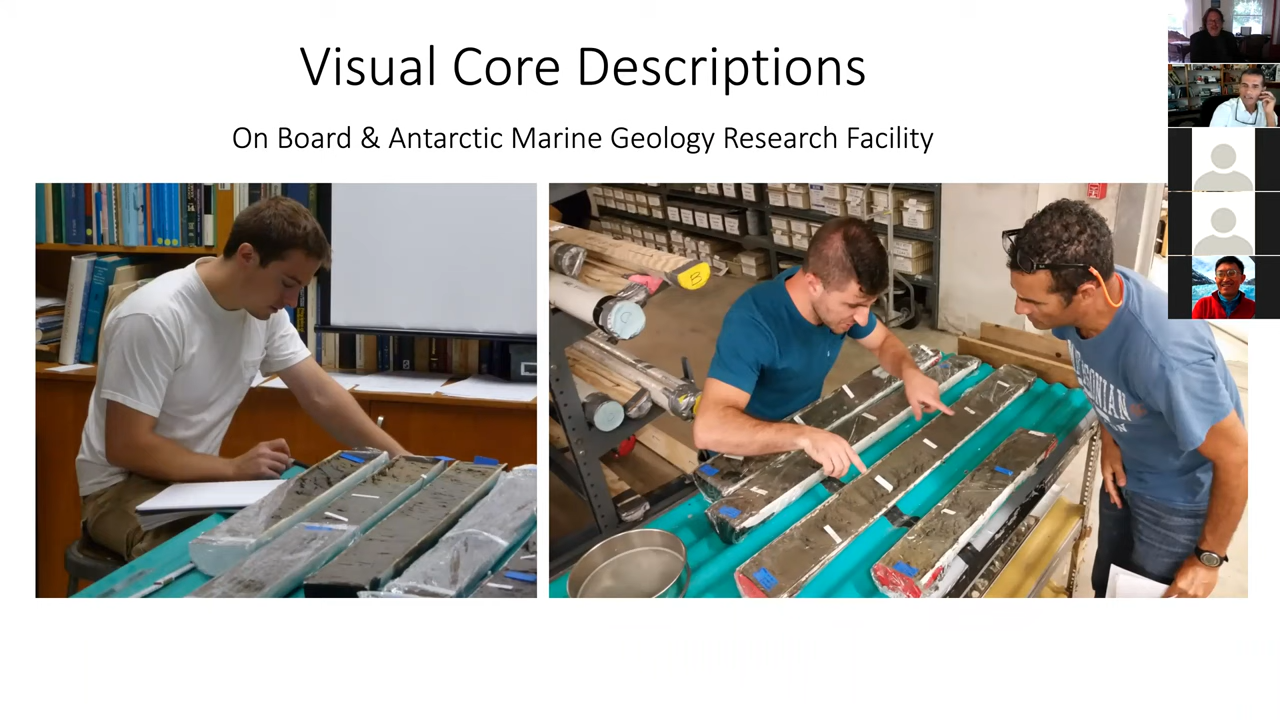 Visual Core Descriptions
On Board & Antarctic Marine Geology Research Facility
B
C